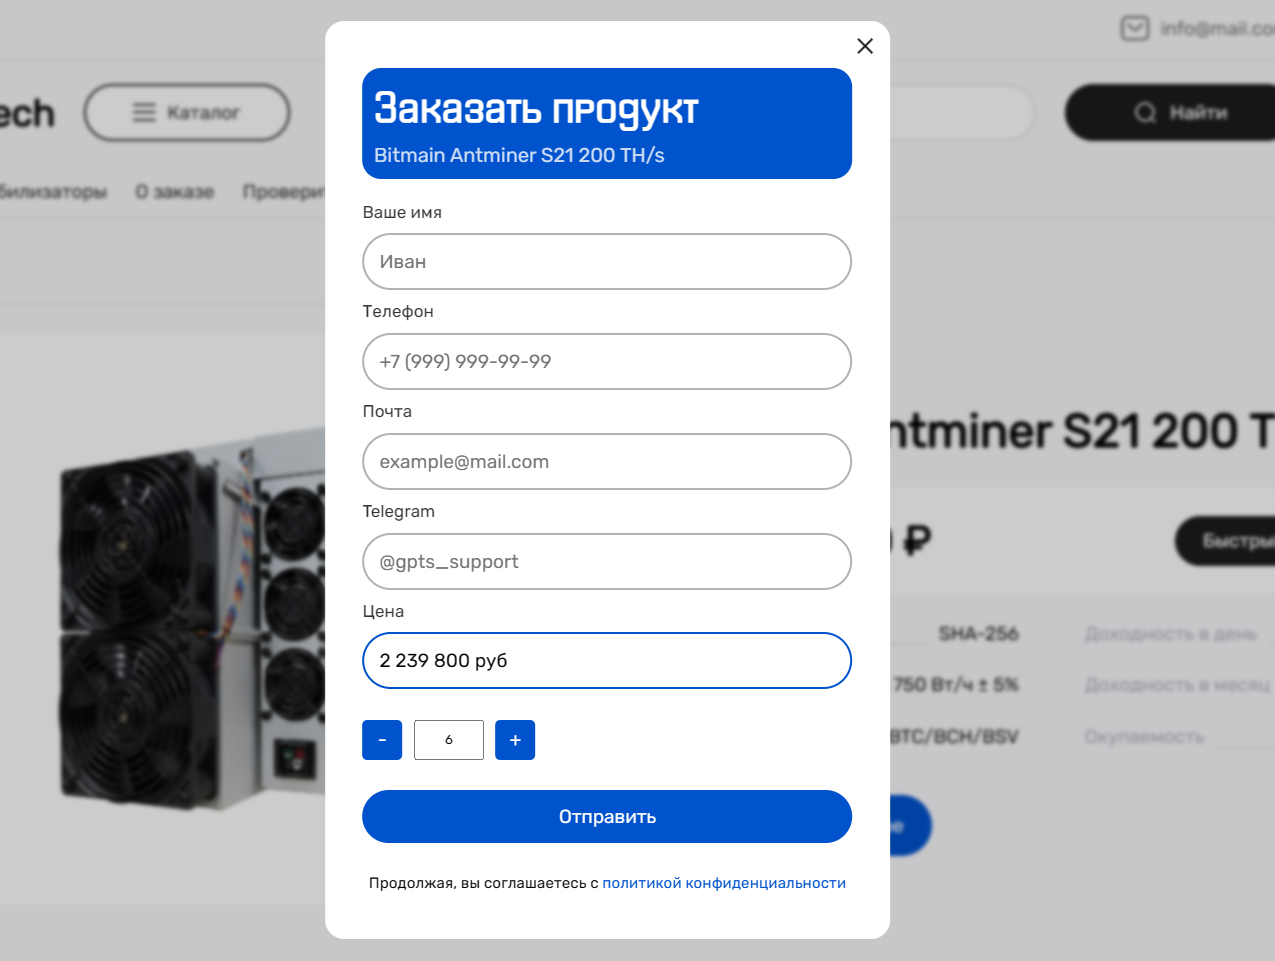 info@mail.co
ech
Каталог
Найти
билизаторы
О заказе
Провери
Заказать продукт
Bitmain Antminer S21 200 TH/s
Ваше имя
Иван
Телефон
+7 (999) 999-99-99
Почта
example@mail.com
Telegram
@gpts_support
Цена
2 239 800 руб
-
6
+
Отправить
Продолжая, вы соглашаетесь с политикой конфиденциальности
ntminer S21 200 T
₽
Быстры
SHA-256
Доходность в день
750 Вт/ч ± 5%
Доходность в месяц
BTC/BCH/BSV
Окупаемость